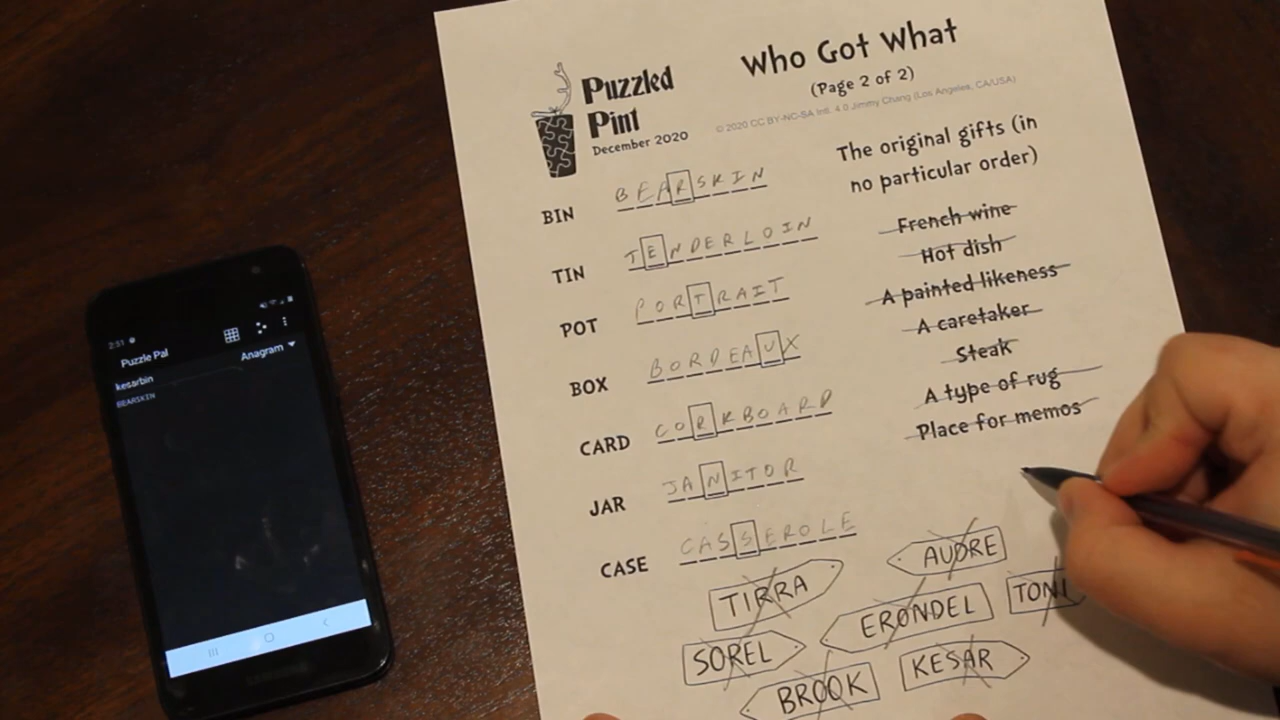 Puzzled
Pint
December 2020
Who Got What
(Page 2 of 2)
© 2020 CC BY-NC-SA Intl. 4.0 Jimmy Chang (Los Angeles, CA/USA)
The original gifts (in
no particular order)
BIN BEARSKIN
TIN TENDERLOIN
POT PORTRAIT
BOX BORDEAUX
CARD CORKBOARD
JAR JANITOR
CASE CASSEROLE
French wine
Hot dish
A painted likeness
A caretaker
Steak
A type of rug
Place for memos
TIRRA
AUDRE
ERONDEL
TONI
SOREL
KESAR
BROOK
2:51
Puzzle Pal
Anagram
kesarbin
BEARSKIN